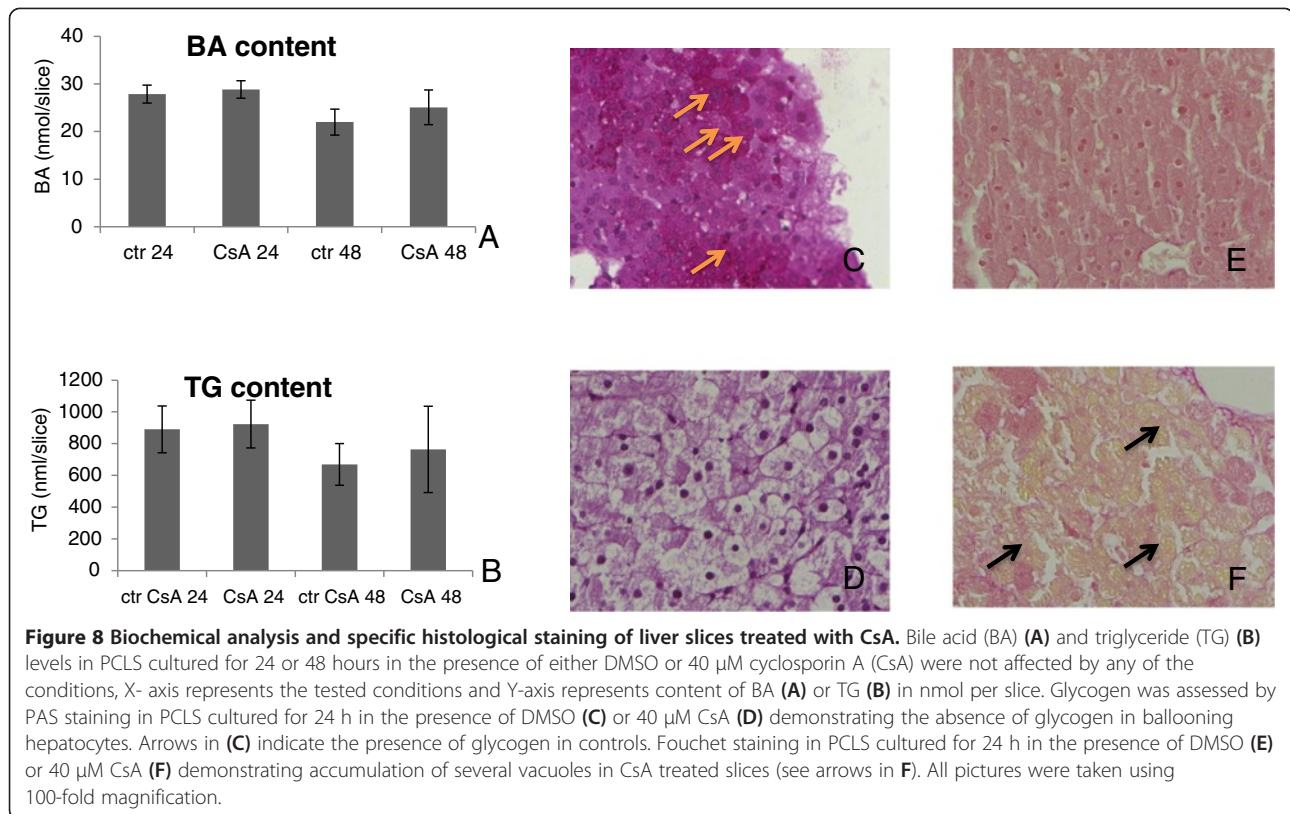 BA content
BA (nmol/slice)
40
30
20
10
0
ctr 24 CsA 24 ctr 48 CsA 48
A
C
E
TG content
TG (nml/slice)
1200
1000
800
600
400
200
0
ctr CsA 24 CsA 24 ctr CsA 48 CsA 48
B
D
F
Figure 8 Biochemical analysis and specific histological staining of liver slices treated with CsA. Bile acid (BA) (A) and triglyceride (TG) (B)
levels in PCLS cultured for 24 or 48 hours in the presence of either DMSO or 40 μM cyclosporin A (CsA) were not affected by any of the
conditions, X- axis represents the tested conditions and Y-axis represents content of BA (A) or TG (B) in nmol per slice. Glycogen was assessed by
PAS staining in PCLS cultured for 24 h in the presence of DMSO (C) or 40 μM CsA (D) demonstrating the absence of glycogen in ballooning
hepatocytes. Arrows in (C) indicate the presence of glycogen in controls. Fouchet staining in PCLS cultured for 24 h in the presence of DMSO (E)
or 40 μM CsA (F) demonstrating accumulation of several vacuoles in CsA treated slices (see arrows in F). All pictures were taken using
100-fold magnification.